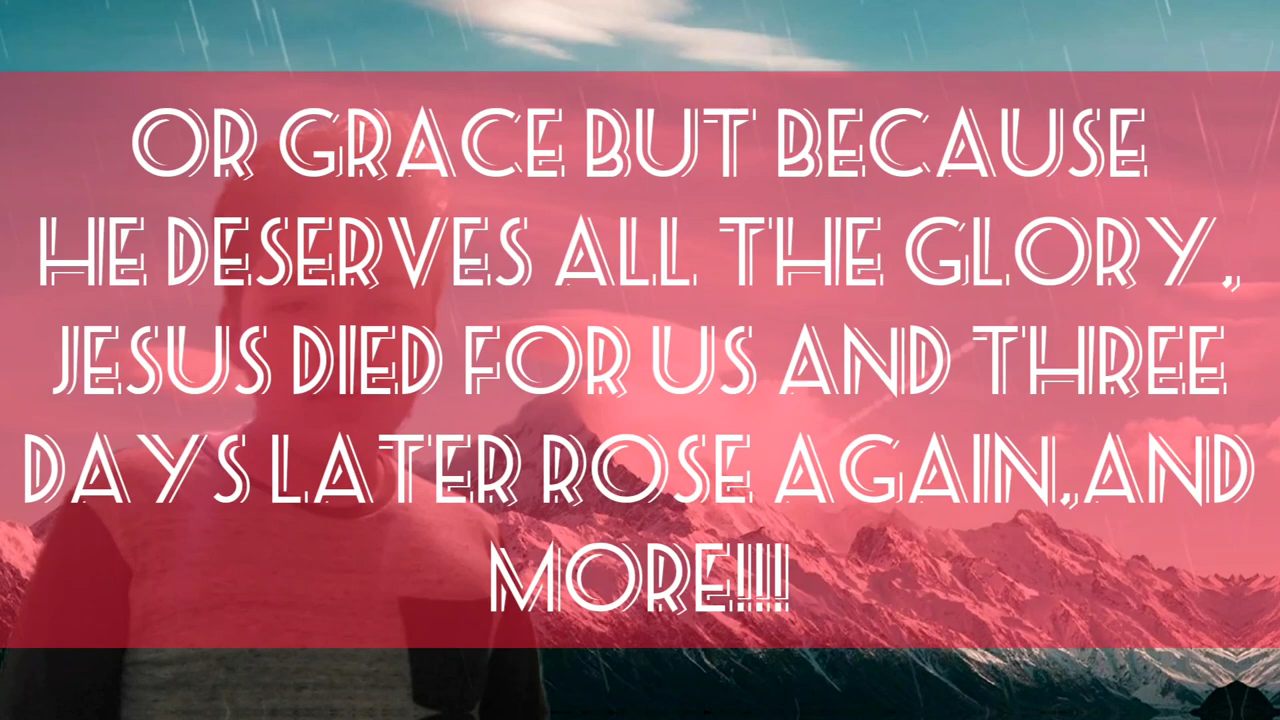 OR GRACE BUT BECAUSE
HE DESERVES ALL THE GLORY ,
JESUS DIED FOR US AND THREE
DAYS LATER ROSE AGAIN,AND
MORE!!!!